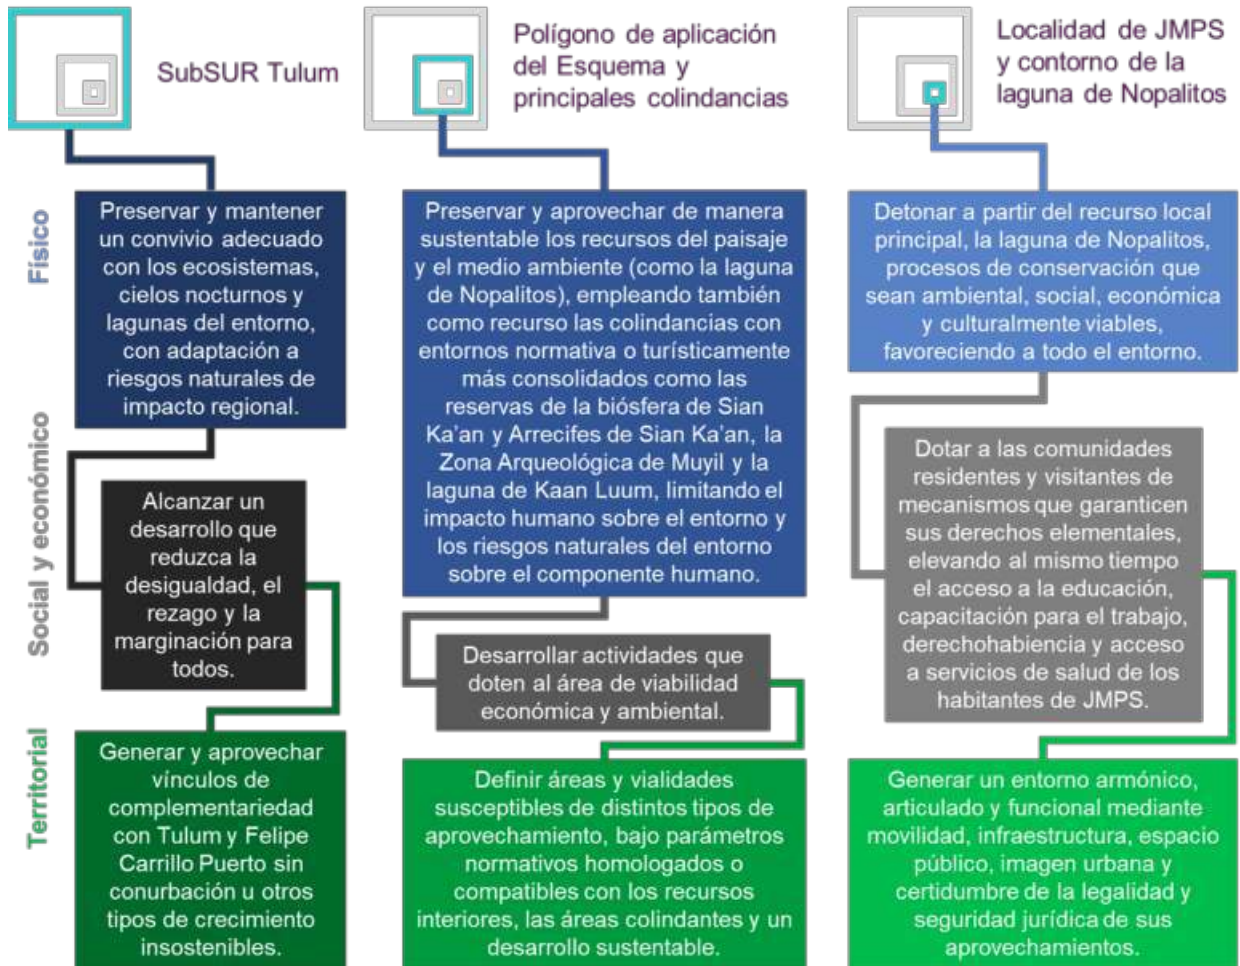 SubSUR Tulum
Polígono de aplicación
del Esquema y
principales colindancias
Localidad de JMPS
y contorno de la
laguna de Nopalitos
Físico
Preservar y mantener
un convivio adecuado
con los ecosistemas,
cielos nocturnos y
lagunas del entorno,
con adaptación a
riesgos naturales de
impacto regional.
Preservar y aprovechar de manera
sustentable los recursos del paisaje
y el medio ambiente (como la laguna
de Nopalitos), empleando también
como recurso las colindancias con
entornos normativa o turísticamente
más consolidados como las
reservas de la biósfera de Sian
Ka'an y Arrecifes de Sian Ka'an, la
Zona Arqueológica de Muyil y la
laguna de Kaan Luum, limitando el
impacto humano sobre el entorno y
los riesgos naturales del entorno
sobre el componente humano.
Detonar a partir del recurso local
principal, la laguna de Nopalitos,
procesos de conservación que
sean ambiental, social, económica
y culturalmente viables,
favoreciendo a todo el entorno.
Social y económico
Alcanzar un
desarrollo que
reduzca la
desigualdad, el
rezago y la
marginación para
todos.
Desarrollar actividades que
doten al área de viabilidad
económica y ambiental.
Dotar a las comunidades
residentes y visitantes de
mecanismos que garanticen
sus derechos elementales,
elevando al mismo tiempo
el acceso a la educación,
capacitación para el trabajo,
derechohabiencia y acceso
a servicios de salud de los
habitantes de JMPS.
Territorial
Generar y aprovechar
vínculos de
complementariedad
con Tulum y Felipe
Carrillo Puerto sin
conurbación u otros
tipos de crecimiento
insostenibles.
Definir áreas y vialidades
susceptibles de distintos tipos de
aprovechamiento, bajo parámetros
normativos homologados o
compatibles con los recursos
interiores, las áreas colindantes y un
desarrollo sustentable.
Generar un entorno armónico,
articulado y funcional mediante
movilidad, infraestructura, espacio
público, imagen urbana y
certidumbre de la legalidad y
seguridad jurídica de sus
aprovechamientos.